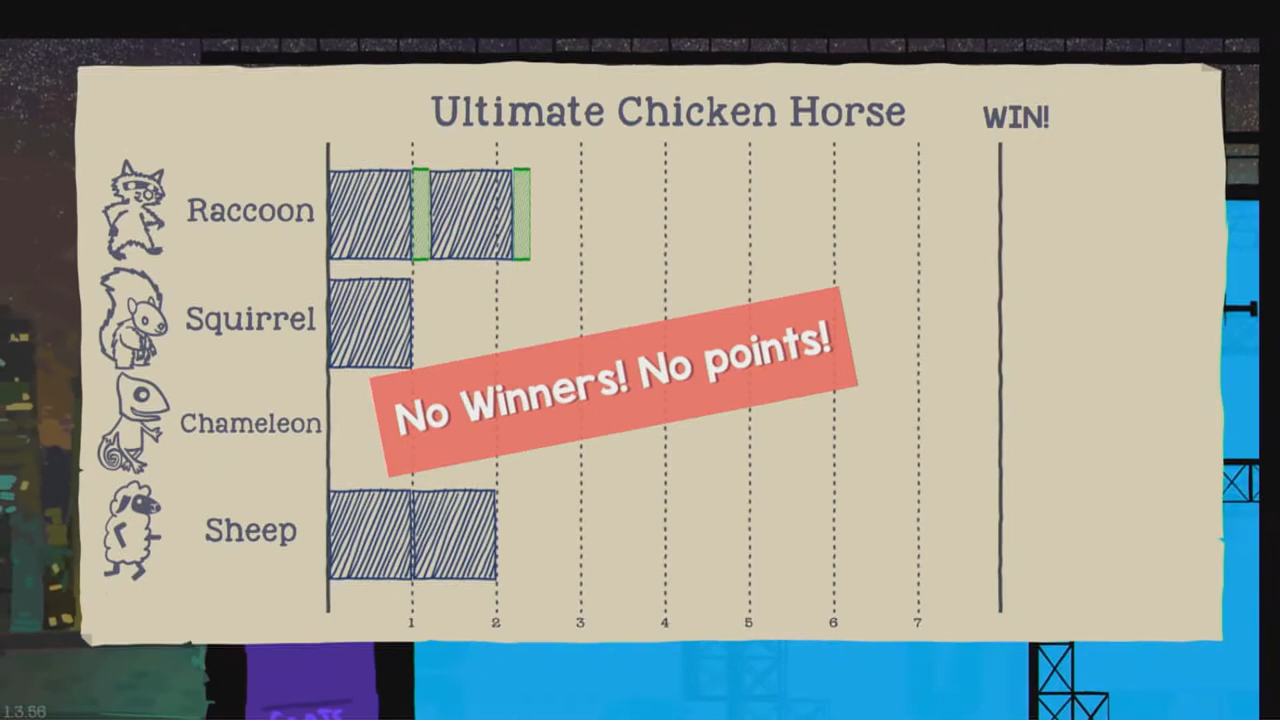 Ultimate Chicken Horse
WIN!
Raccoon
Squirrel
No Winners! No points!
Chameleon
Sheep
1 2 3 4 5 6 7
1.3.56